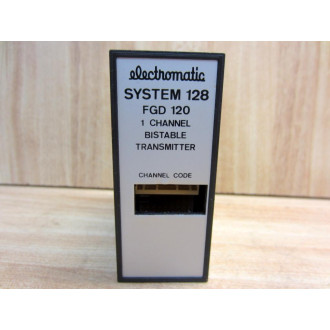 electromatic
SYSTEM 128
FGD 120
1 CHANNEL
BISTABLE
TRANSMITTER
CHANNEL CODE